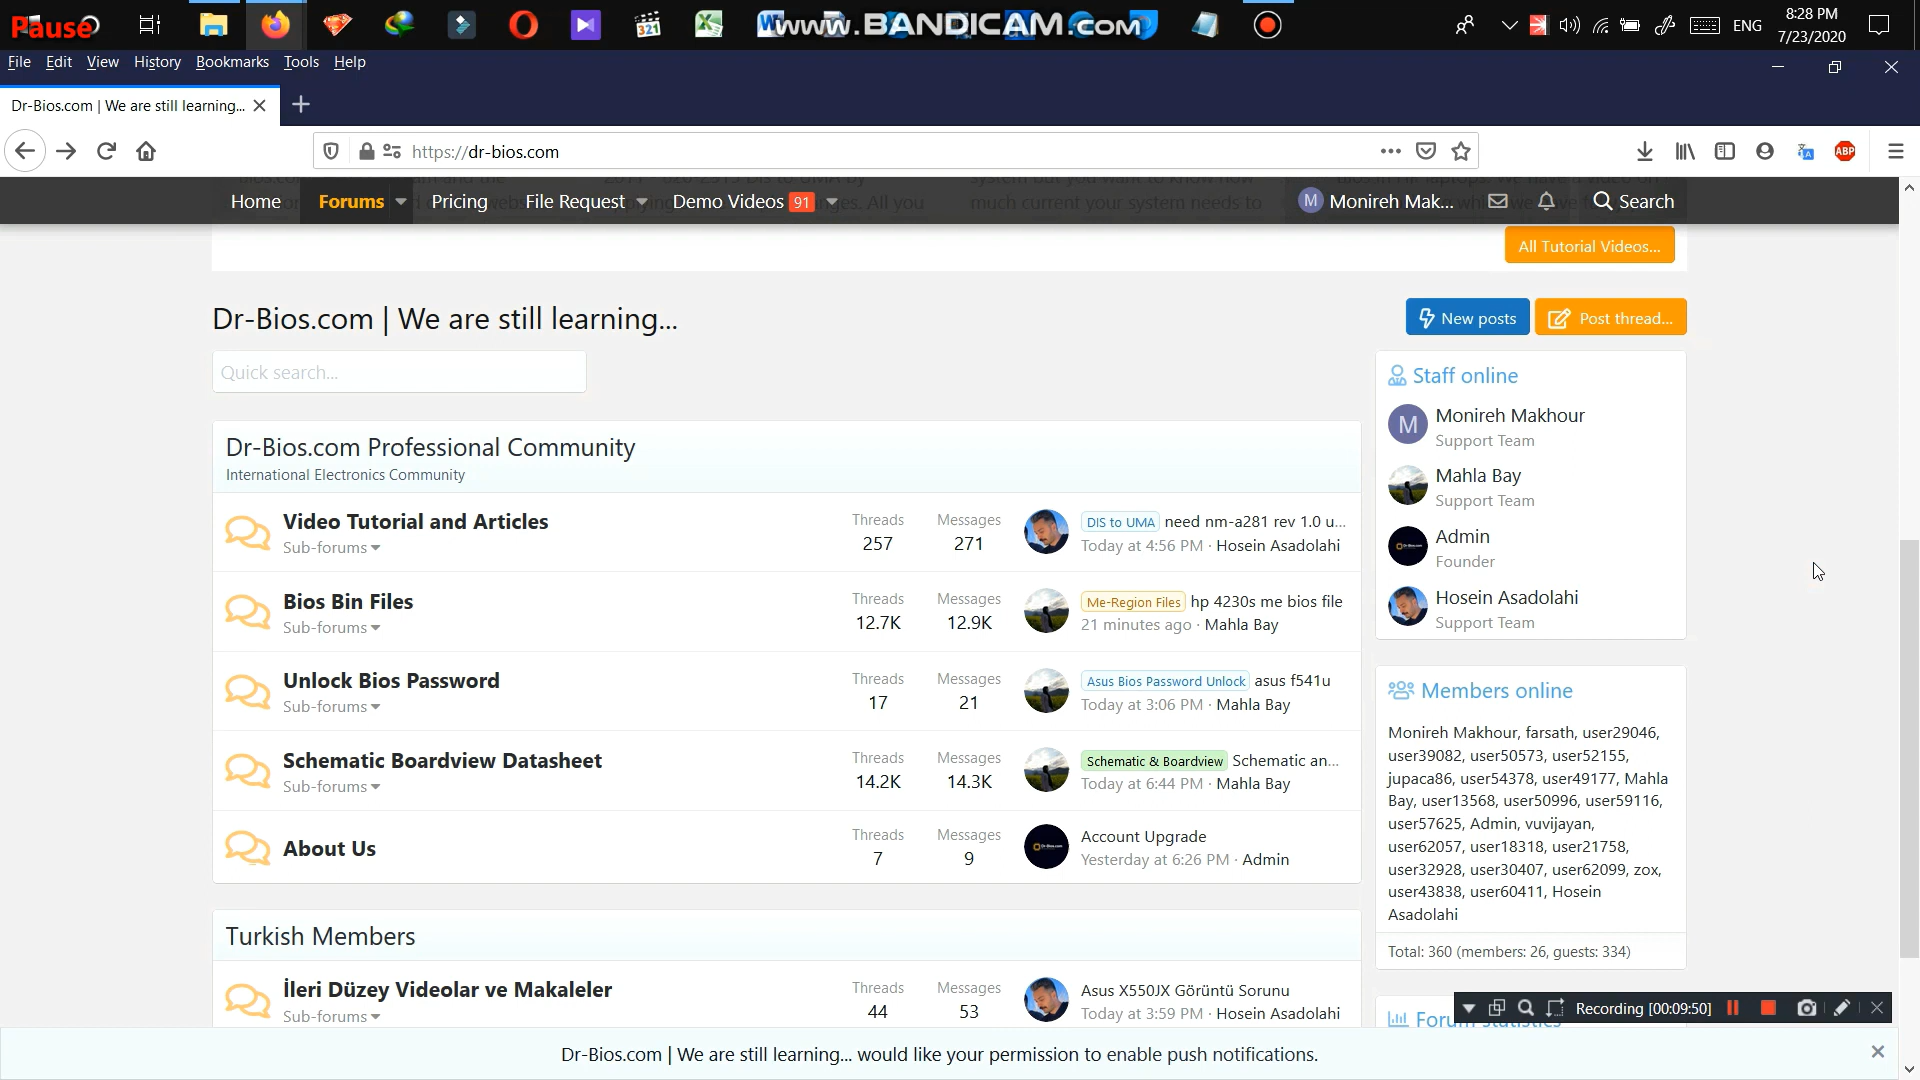 Pause
www.BANDICAM.com
ENG
8:28 PM
7/23/2020
File Edit View History Bookmarks Tools Help
Dr-Bios.com | We are still learning...
https://dr-bios.com
ABP
Home Forums Pricing File Request Demo Videos 91 M Monireh Mak... Search
All Tutorial Videos...
Dr-Bios.com | We are still learning...
New posts Post thread...
Quick search...
Dr-Bios.com Professional Community
International Electronics Community
Video Tutorial and Articles
Sub-forums
Threads
257
Messages
271
DIS to UMA need nm-a281 rev 1.0 u...
Today at 4:56 PM · Hosein Asadolahi
Bios Bin Files
Sub-forums
Threads
12.7K
Messages
12.9K
Me-Region Files hp 4230s me bios file
21 minutes ago · Mahla Bay
Unlock Bios Password
Sub-forums
Threads
17
Messages
21
Asus Bios Password Unlock asus f541u
Today at 3:06 PM · Mahla Bay
Schematic Boardview Datasheet
Sub-forums
Threads
14.2K
Messages
14.3K
Schematic & Boardview Schematic an...
Today at 6:44 PM · Mahla Bay
About Us
Threads
7
Messages
9
Account Upgrade
Yesterday at 6:26 PM · Admin
Turkish Members
İleri Düzey Videolar ve Makaleler
Sub-forums
Threads
44
Messages
53
Asus X550JX Görüntü Sorunu
Today at 3:59 PM · Hosein Asadolahi
Staff online
M
Monireh Makhour
Support Team
Mahla Bay
Support Team
Admin
Founder
Hosein Asadolahi
Support Team
Members online
Monireh Makhour, farsath, user29046,
user39082, user50573, user52155,
jupaca86, user54378, user49177, Mahla
Bay, user13568, user50996, user59116,
user57625, Admin, vuvijayan,
user62057, user18318, user21758,
user32928, user30407, user62099, zox,
user43838, user60411, Hosein
Asadolahi
Total: 360 (members: 26, guests: 334)
Forum statistics
Recording [00:09:50]
Dr-Bios.com | We are still learning... would like your permission to enable push notifications.